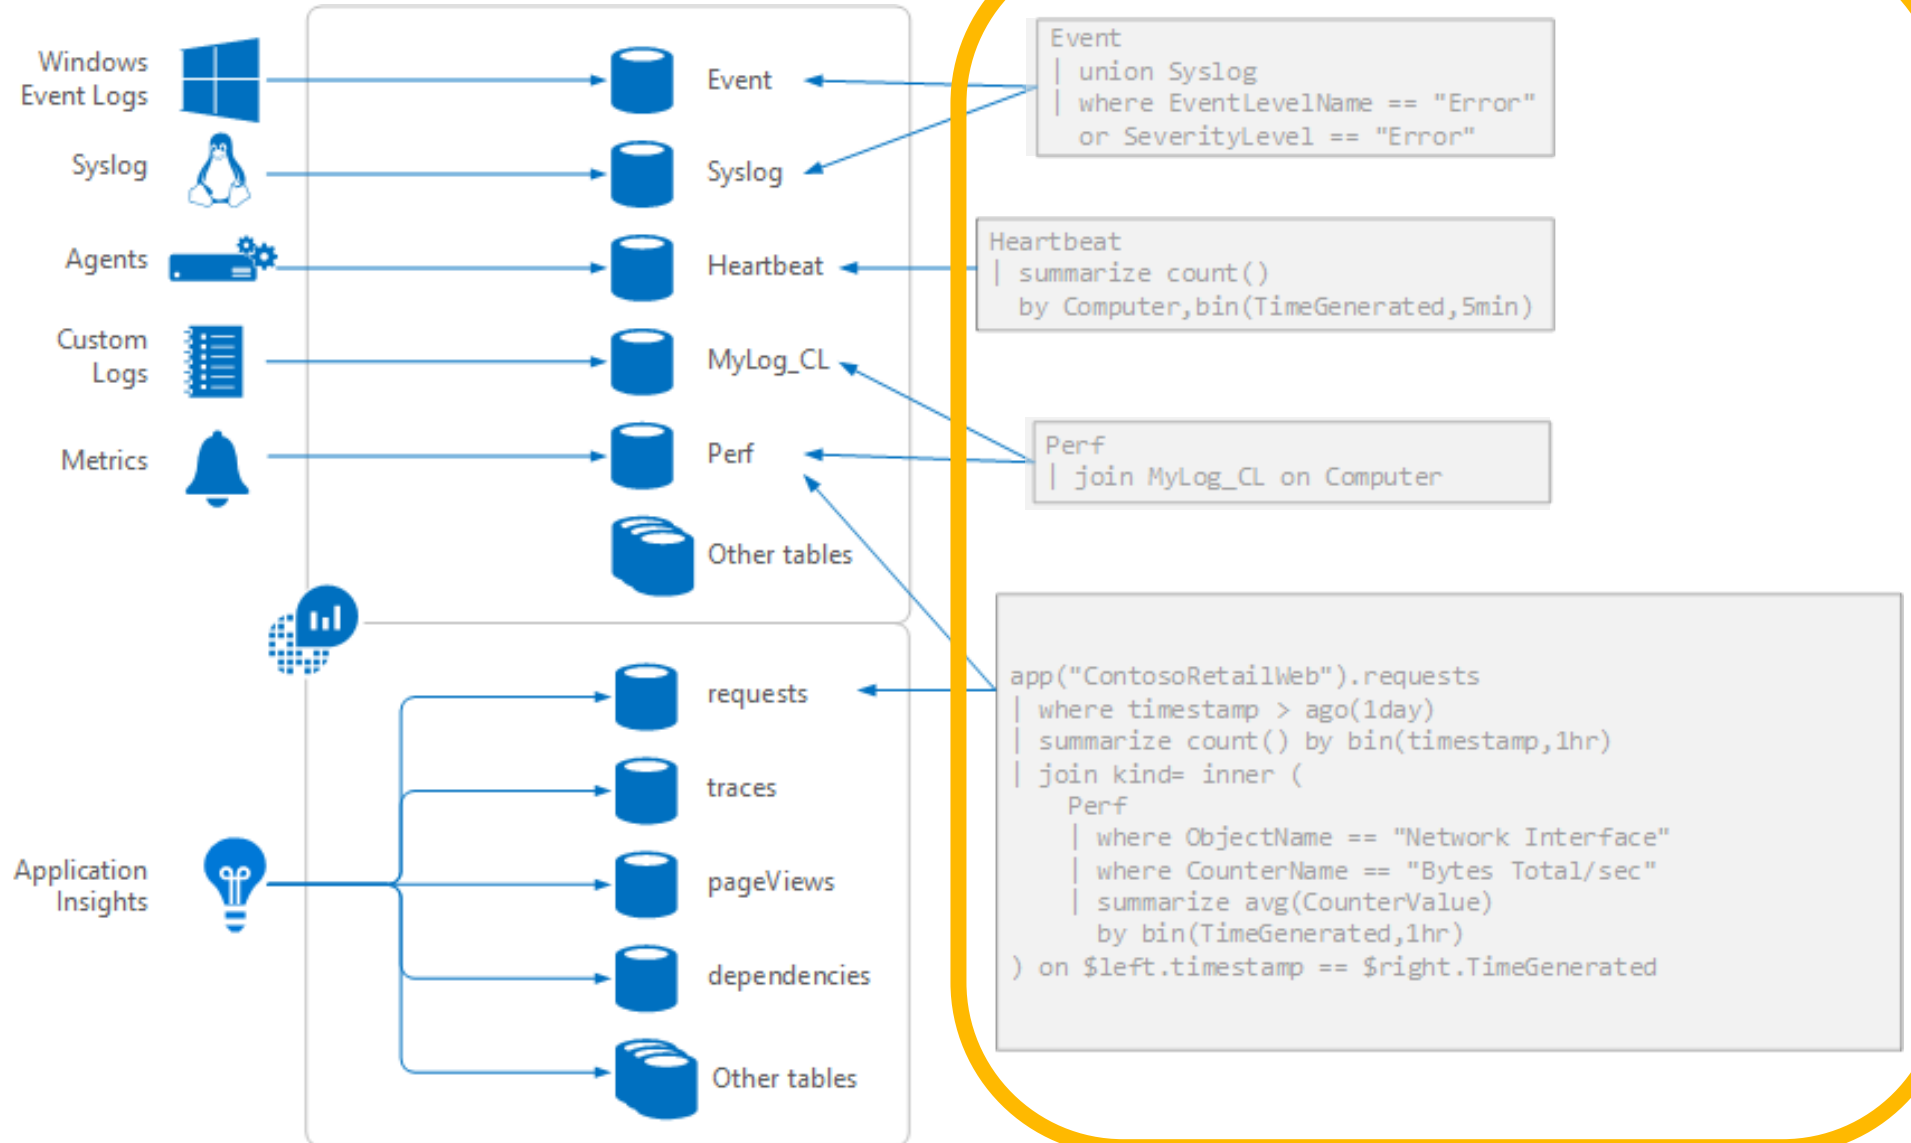 Windows
Event Logs
Event
Syslog
Syslog
Agents
Heartbeat
Custom
Logs
MyLog_CL
Metrics
Perf
Other tables
requests
traces
Application
Insights
pageViews
dependencies
Other tables
Event
| union Syslog
| where EventLevelName == "Error"
or SeverityLevel == "Error"
Heartbeat
| summarize count()
by Computer,bin(TimeGenerated,5min)
Perf
| join MyLog_CL on Computer
app("ContosoRetailWeb").requests
| where timestamp > ago(1day)
| summarize count() by bin(timestamp,1hr)
| join kind= inner (
Perf
| where ObjectName == "Network Interface"
| where CounterName == "Bytes Total/sec"
| summarize avg(CounterValue)
by bin(TimeGenerated,1hr)
) on $left.timestamp == $right.TimeGenerated